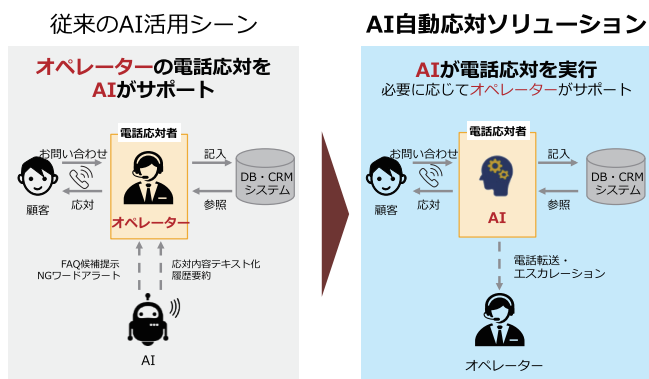 従来のAI活用シーン
オペレーターの電話応対を
AIがサポート
電話応対者
お問い合わせ
記入
顧客
応対
オペレーター
参照
DB・CRM
システム
FAQ候補提示
NGワードアラート
応対内容テキスト化
履歴要約
AI
AI自動応対ソリューション
AIが電話応対を実行
必要に応じてオペレーターがサポート
電話応対者
お問い合わせ
記入
顧客
応対
AI
参照
DB・CRM
システム
電話転送・
エスカレーション
オペレーター